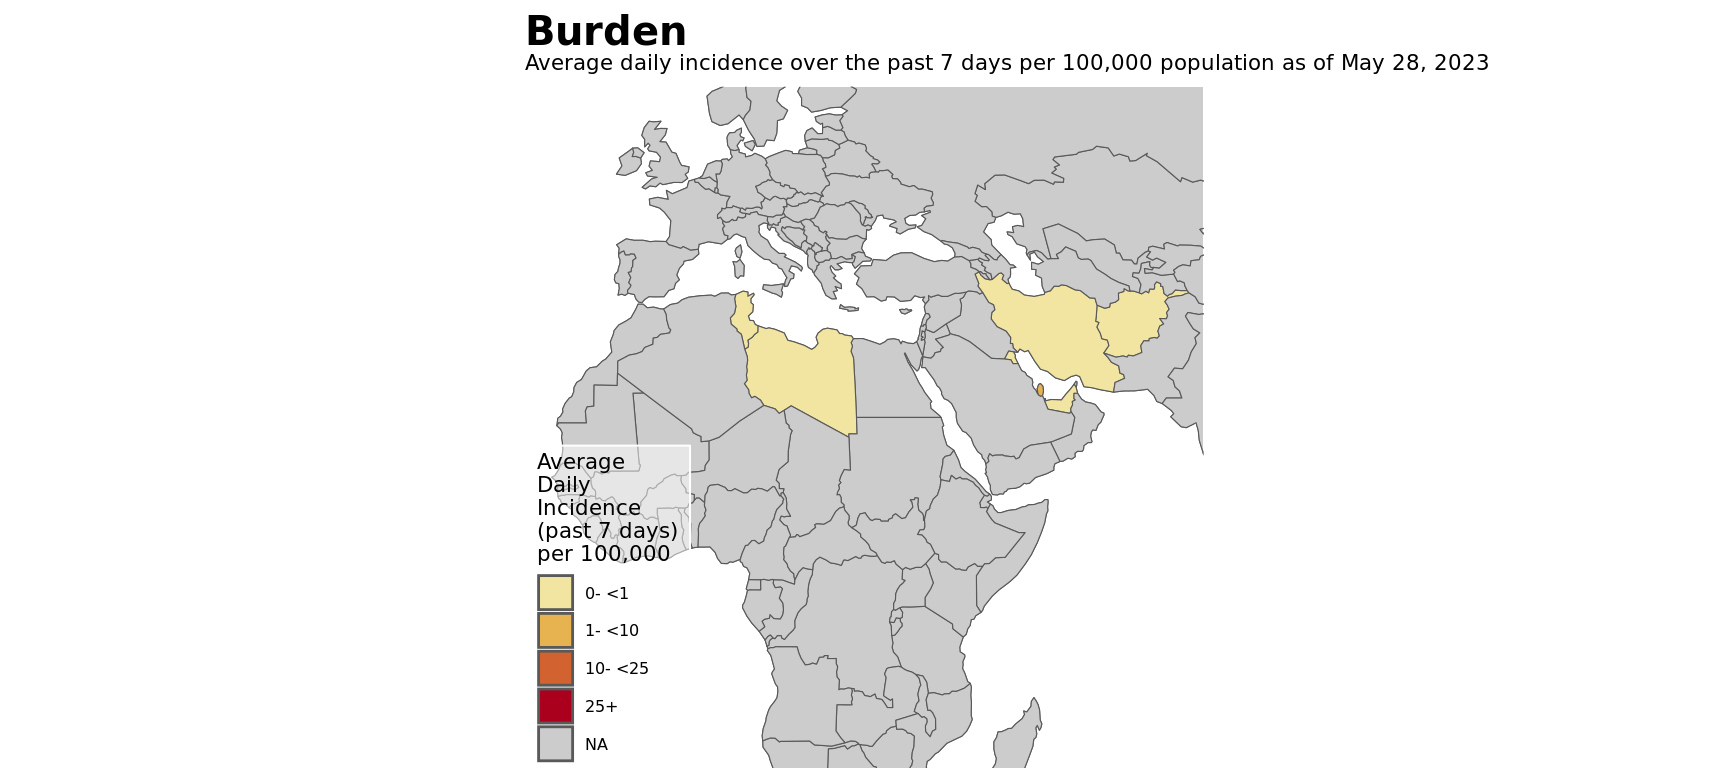 Burden
Average daily incidence over the past 7 days per 100,000 population as of May 28, 2023
Average
Daily
Incidence
(past 7 days)
per 100,000
0- <1
1- <10
10- <25
25+
NA